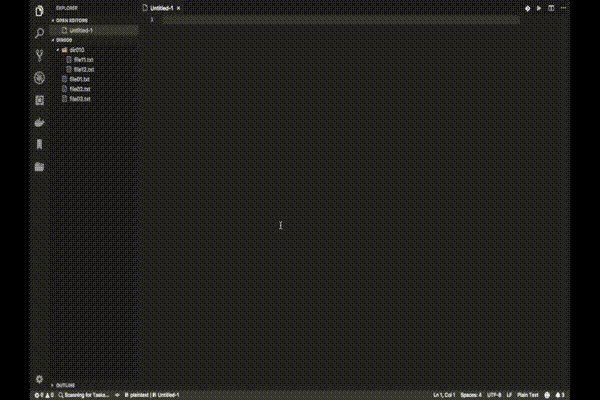 EXPLORER
OPEN EDITORS
Untitled-1
dir010
file11.txt
file12.txt
file01.txt
file02.txt
file03.txt
OUTLINE
Untitled-1
1
0 0 Scanning for Tasks... plaintext | Untitled-1
Ln 1, Col 1 Spaces: 4 UTF-8 LF Plain Text 3